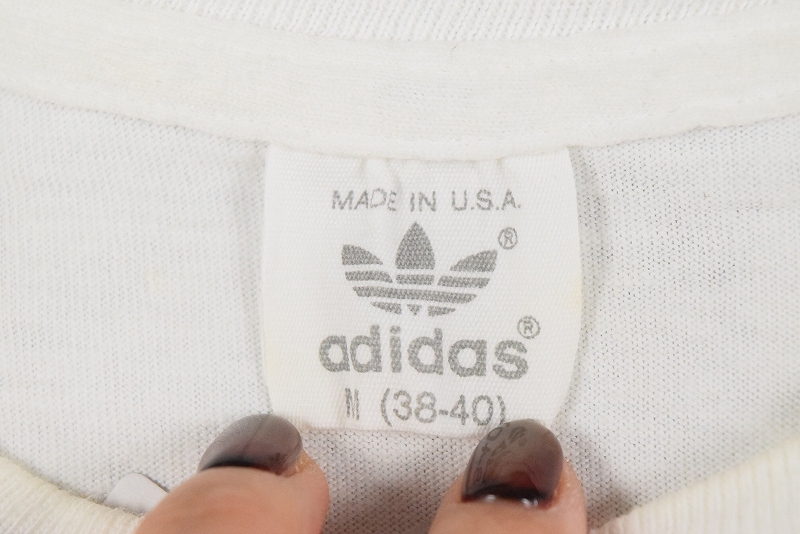 MADE IN U.S.A.
®
adidas®
M (38-40)